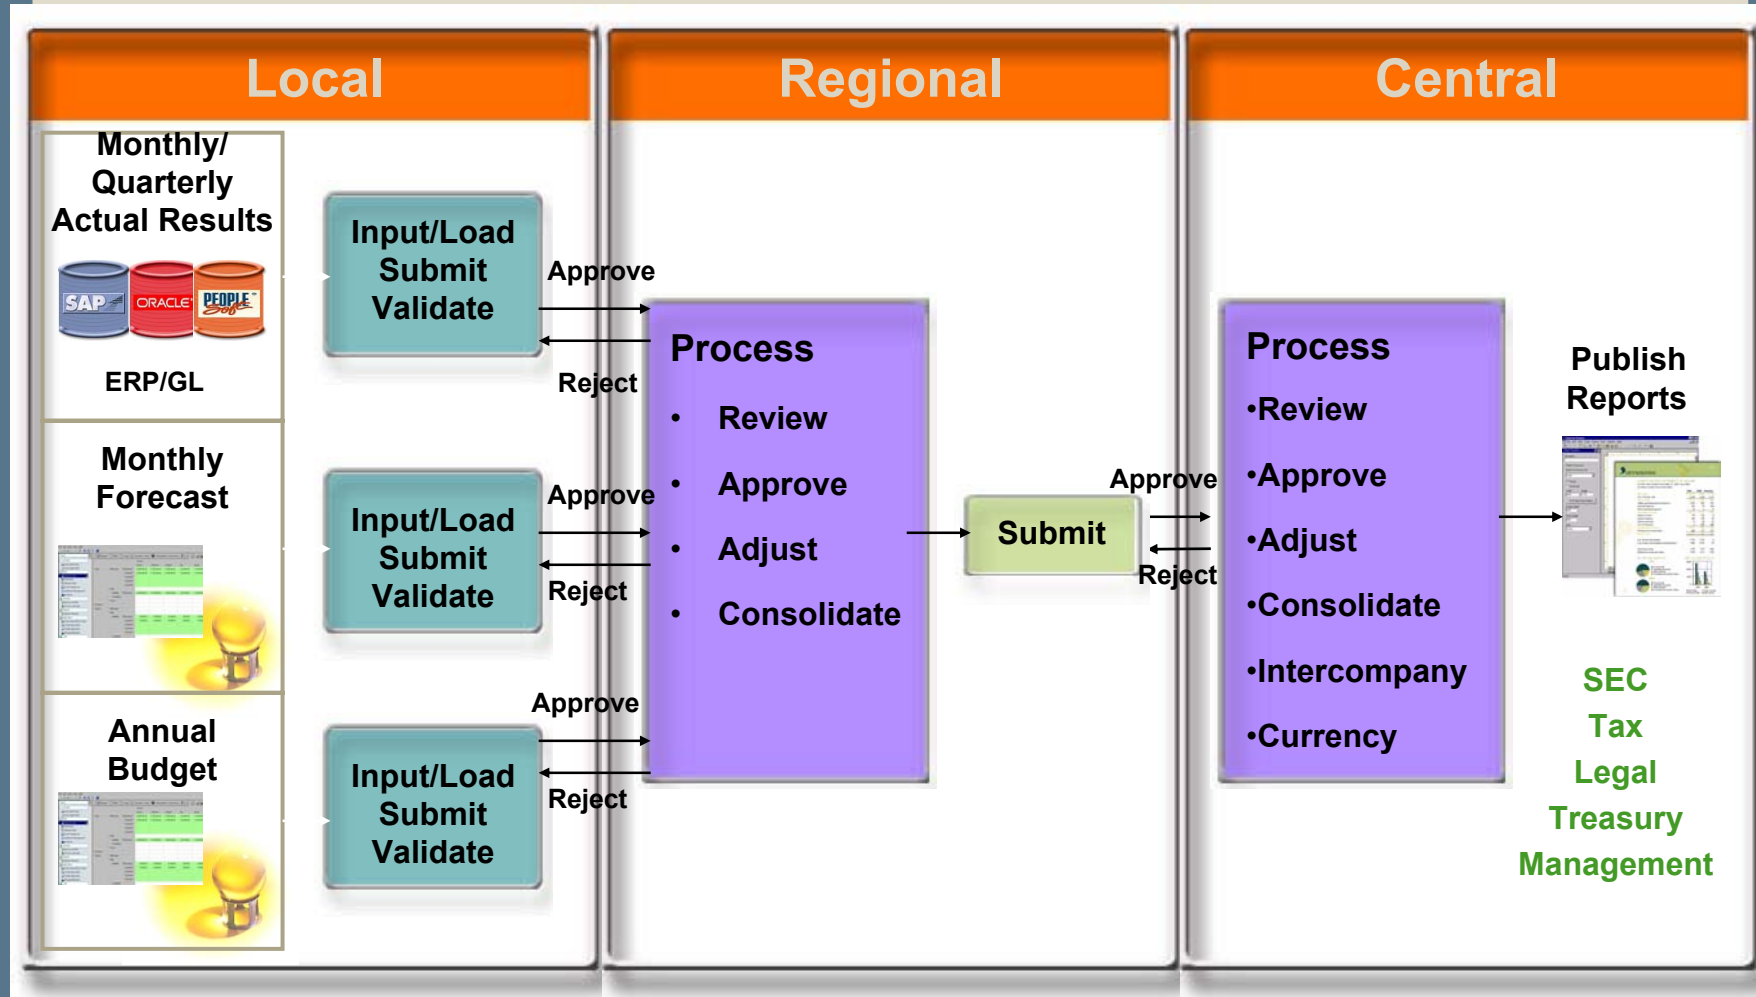 Local
Regional
Central
Monthly/
Quarterly
Actual Results
SAP
ORACLE
PEOPLE
Soft
ERP/GL
Input/Load
Submit
Validate
Approve
Reject
Monthly
Forecast
Input/Load
Submit
Validate
Approve
Reject
Annual
Budget
Input/Load
Submit
Validate
Approve
Reject
Process
• Review
• Approve
• Adjust
• Consolidate
Submit
Approve
Reject
Process
•Review
•Approve
•Adjust
•Consolidate
•Intercompany
•Currency
Publish
Reports
SEC
Tax
Legal
Treasury
Management